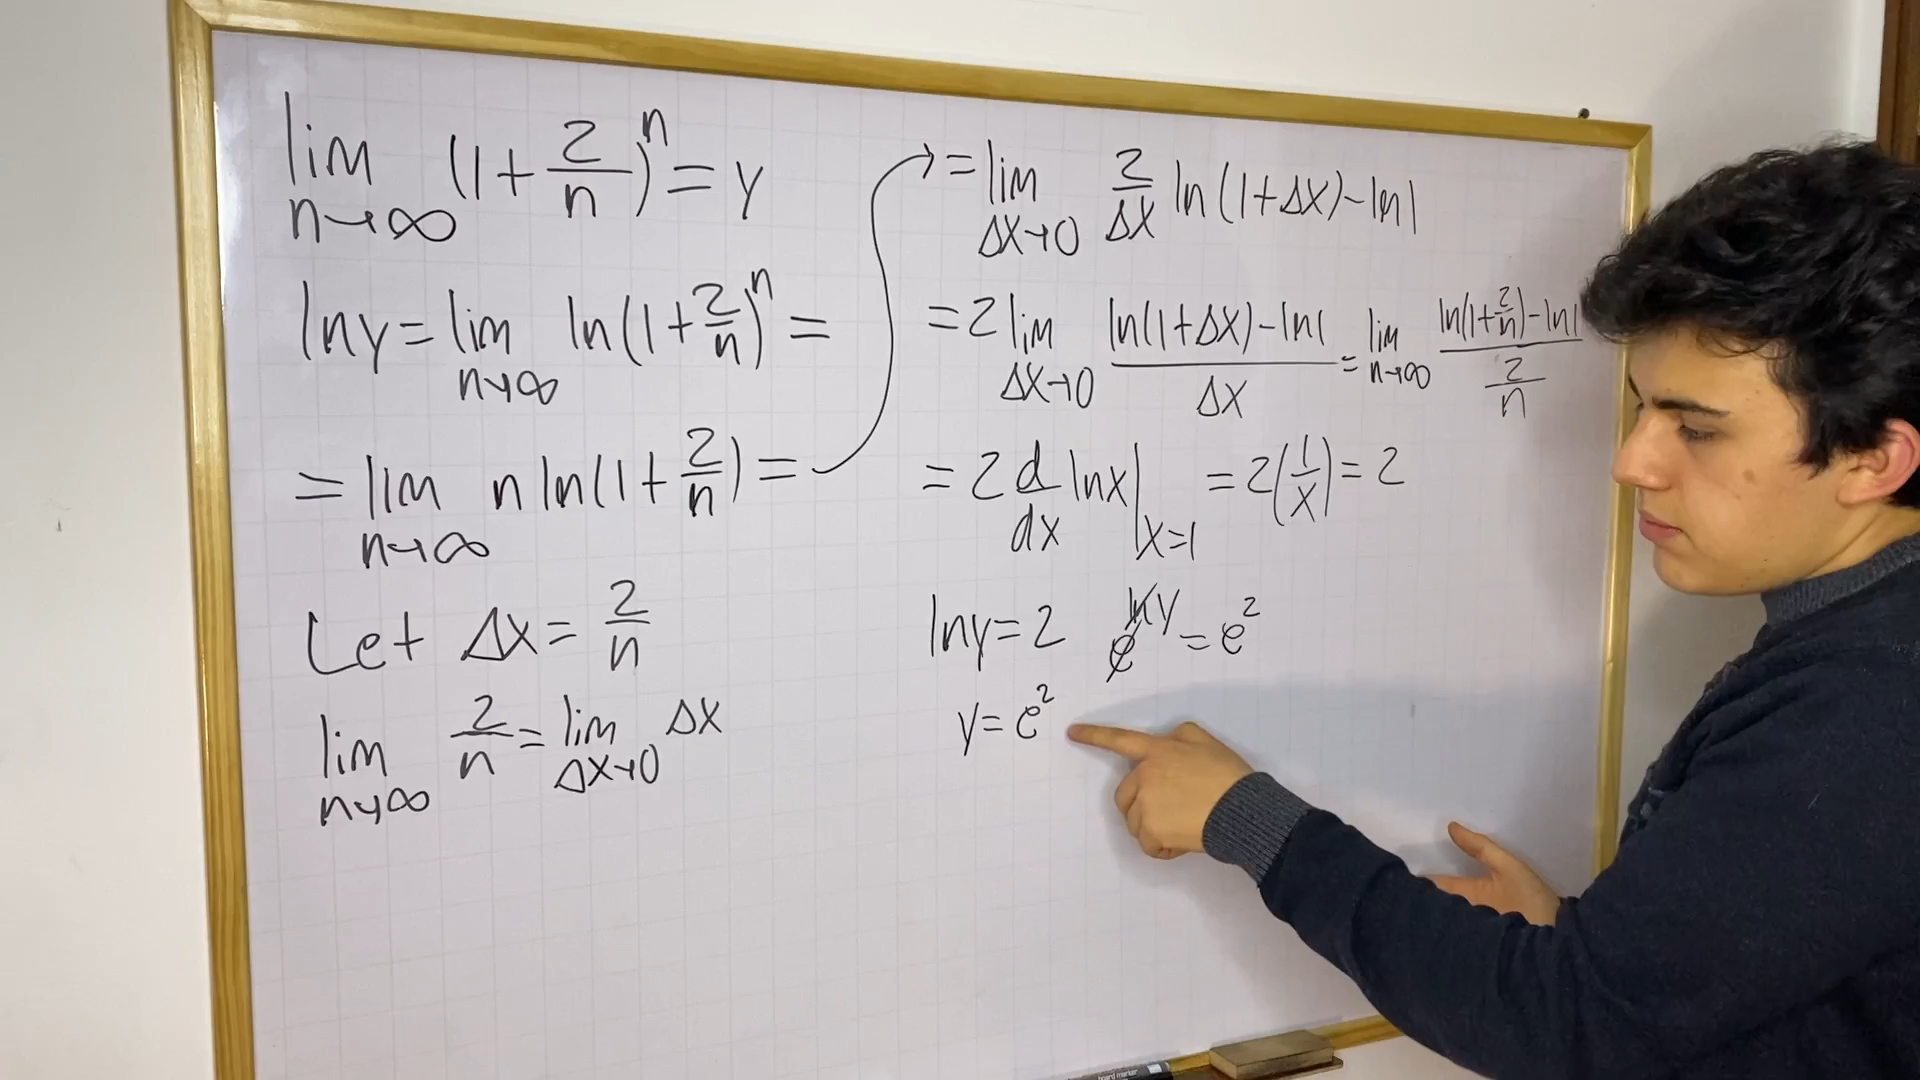 lim n→∞ (1+2/n)^n = y
lny = lim n→∞ ln(1+2/n)^n =
= lim n→∞ n ln(1+2/n) =
Let Δx = 2/n
lim n→∞ 2/n = lim Δx→0 Δx
→ = lim Δx→0 2/Δx ln(1+Δx)-ln1
= 2 lim Δx→0 (ln(1+Δx)-ln1)/Δx = lim n→∞ (ln(1+2/n)-ln1)/(2/n)
= 2 d/dx lnx|x=1 = 2(1/x) = 2
lny = 2 e^lny = e^2
y = e^2
board marker